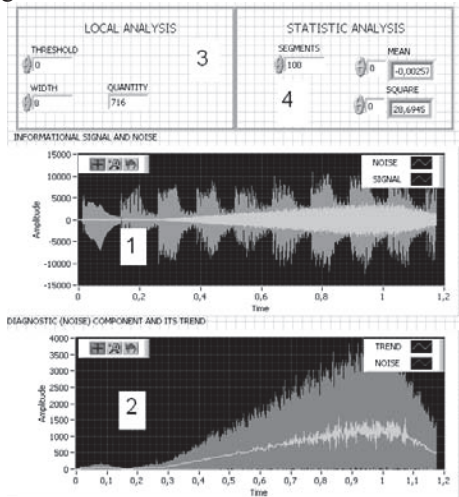 LOCAL ANALYSIS
THRESHOLD
0
3
WIDTH
8
QUANTITY
716
STATISTIC ANALYSIS
SEGMENTS
100
MEAN
0
-0,00257
4
SQUARE
0
28,6945
INFORMATIONAL SIGNAL AND NOISE
NOISE
SIGNAL
15000
10000
5000
0
-5000
-10000
-15000
Amplitude
1
0 0,2 0,4 0,6 0,8 1 1,2
Time
DIAGNOSTIC (NOISE) COMPONENT AND ITS TREND
TREND
NOISE
4000
3500
3000
2500
2000
1500
1000
500
0
Amplitude
2
0 0,1 0,2 0,3 0,4 0,5 0,6 0,7 0,8 0,9 1 1,1 1,2
Time